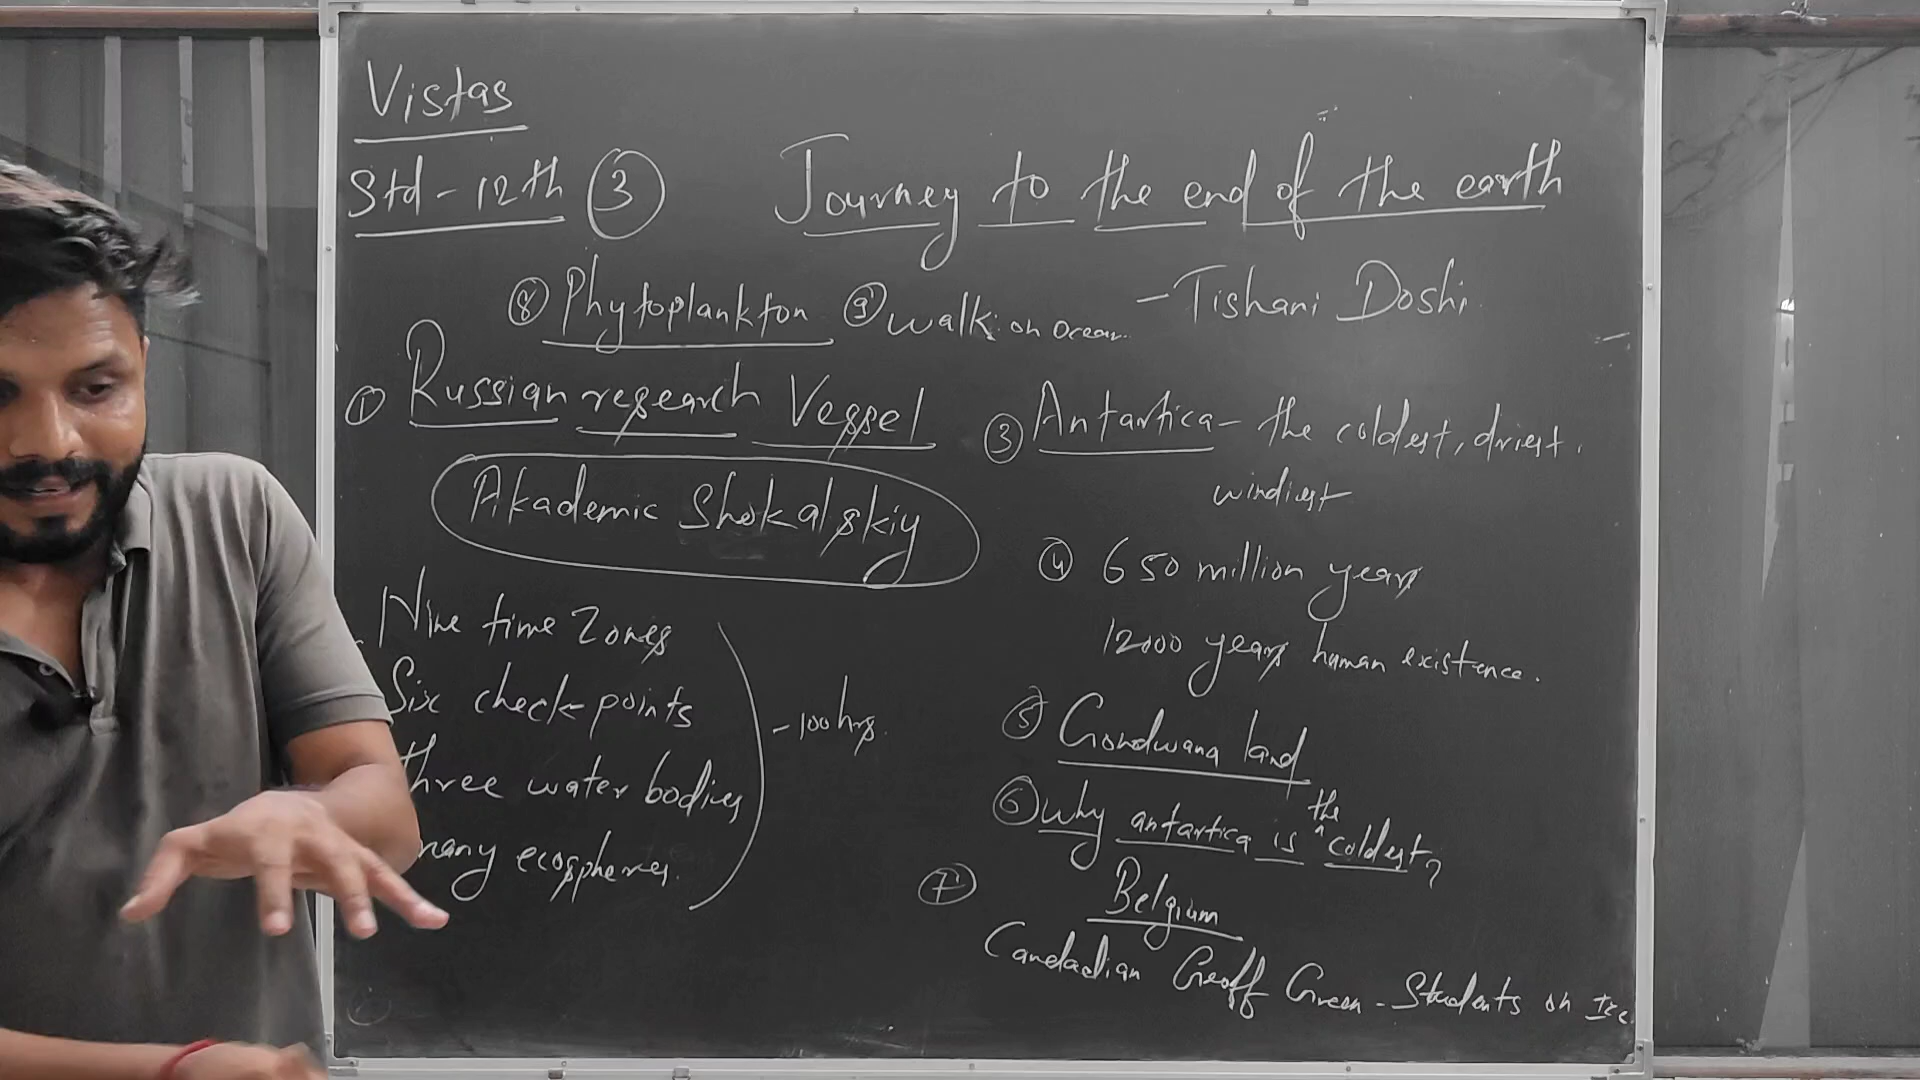 Vistas
Std - 12th ③ Journey to the end of the earth
⑧ Phytoplankton ⑨ walk on Ocean - Tishani Doshi
① Russian research Vessel
Akademic Shokalskiy
Nine time Zones
Six check points
three water bodies
many ecospheres.
- 100 hrs.
③ Antartica - the coldest, driest,
windiest
④ 650 million years
12000 years human existence.
⑤ Gondwana land
⑥ Why antartica is the coldest?
⑦ Belgium
Candadian Geoff Green - Students on Ice